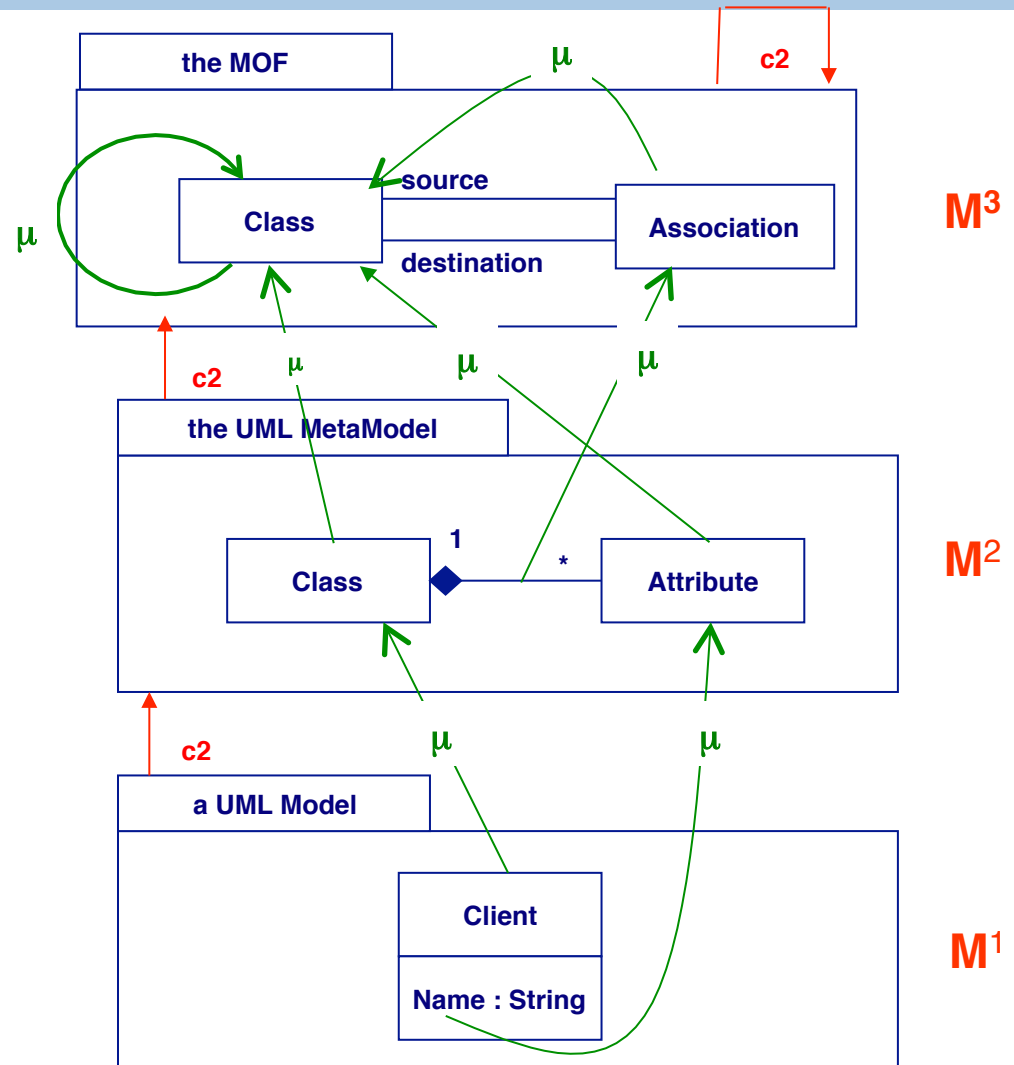 the MOF
μ
c2
source
Class
Association
M³
μ
destination
μ
μ
μ
c2
the UML MetaModel
1
*
Class
Attribute
M²
μ
μ
c2
a UML Model
Client
M¹
Name : String